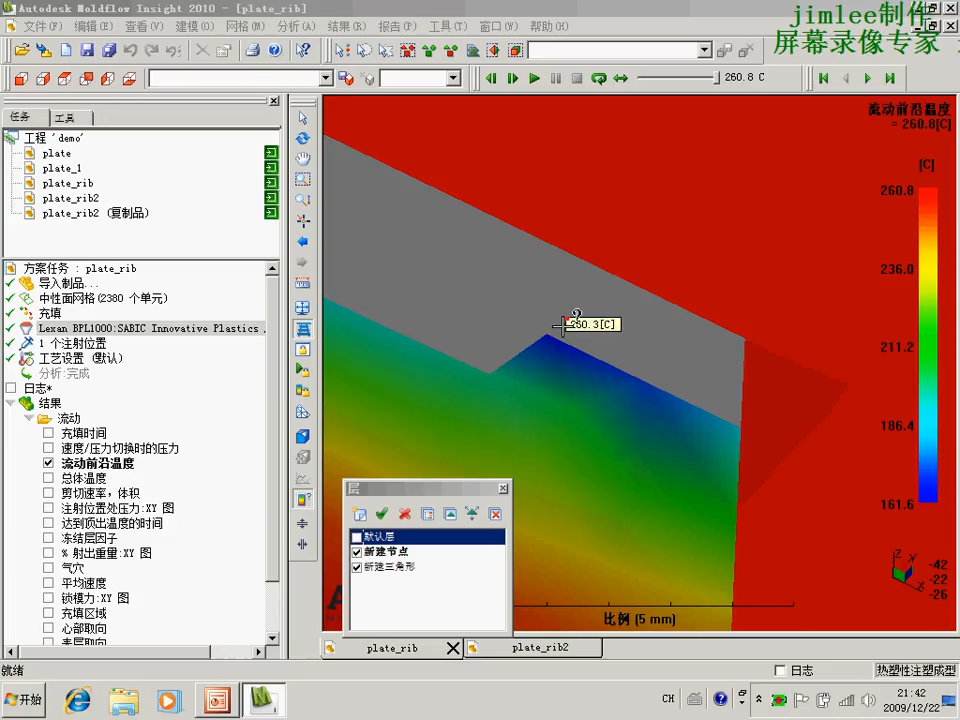 Autodesk Moldflow Insight 2010 - [plate_rib]
jimlee制作
文件(F) 编辑(E) 查看(V) 建模(O) 网格(M) 分析(A) 结果(R) 报告(P) 工具(T) 窗口(W) 帮助(H)
屏幕录像专家
260.8 C
任务 工具
工程 'demo'
plate
plate_1
plate_rib
plate_rib2
plate_rib2 (复制品)
方案任务 : plate_rib
导入制品...
中性面网格(2380 个单元)
充填
Lexan BPL1000:SABIC Innovative Plastics
1 个注射位置
工艺设置 (默认)
分析:完成
日志*
结果
流动
充填时间
速度/压力切换时的压力
流动前沿温度
总体温度
剪切速率，体积
注射位置处压力:XY 图
达到顶出温度的时间
冻结层因子
% 射出重量:XY 图
气穴
平均速度
锁模力:XY 图
充填区域
心部取向
表层取向
流动前沿温度
= 260.8[C]
[C]
260.8
236.0
211.2
186.4
161.6
260.3[C]
层
默认层
新建节点
新建三角形
比例 (5 mm)
Z Y X
-42
-22
-26
plate_rib plate_rib2
就绪
日志 热塑性注塑成型
开始
CH
21:42
2009/12/22